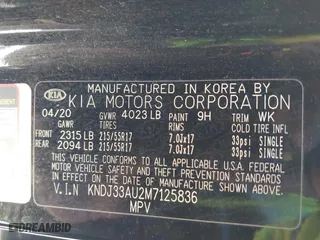 MANUFACTURED IN KOREA BY
KIA KIA MOTORS CORPORATION
04/20 GVWR 4023 LB PAINT 9H TRIM WK
GAWR TIRES RIMS COLD TIRE INFL
FRONT 2315 LB 215/55R17 7.0JX17 33psi SINGLE
REAR 2094 LB 215/55R17 7.0JX17 33psi SINGLE
THIS VEHICLE CONFORMS TO ALL APPLICABLE U.S.A. FEDERAL
MOTOR VEHICLE SAFETY AND THEFT PREVENTION
STANDARDS IN EFFECT ON THE DATE OF MANUFACTURE
SHOWN ABOVE.
V.I.N KNDJ33AU2M7125836
MPV
DREAMBID.COM